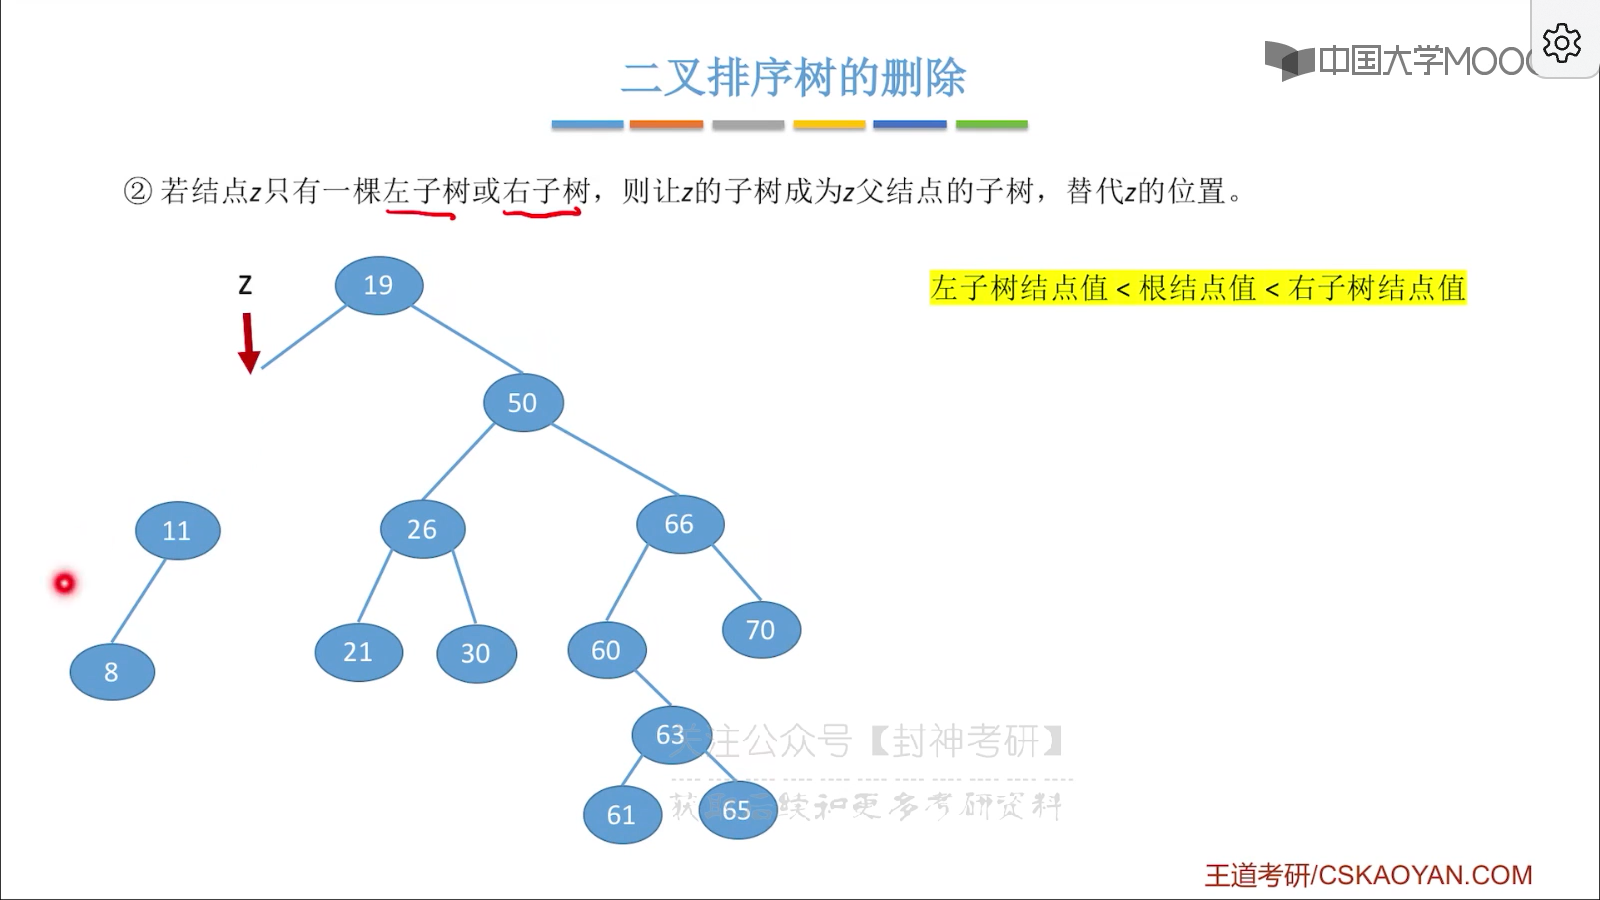 中国大学MOOC
二叉排序树的删除
② 若结点z只有一棵左子树或右子树，则让z的子树成为z父结点的子树，替代z的位置。
左子树结点值 < 根结点值 < 右子树结点值
Z
19
50
11
26
66
8
21
30
60
70
63
61
65
关注公众号【封神考研】
获取后续和更多考研资料
王道考研/CSKAOYAN.COM